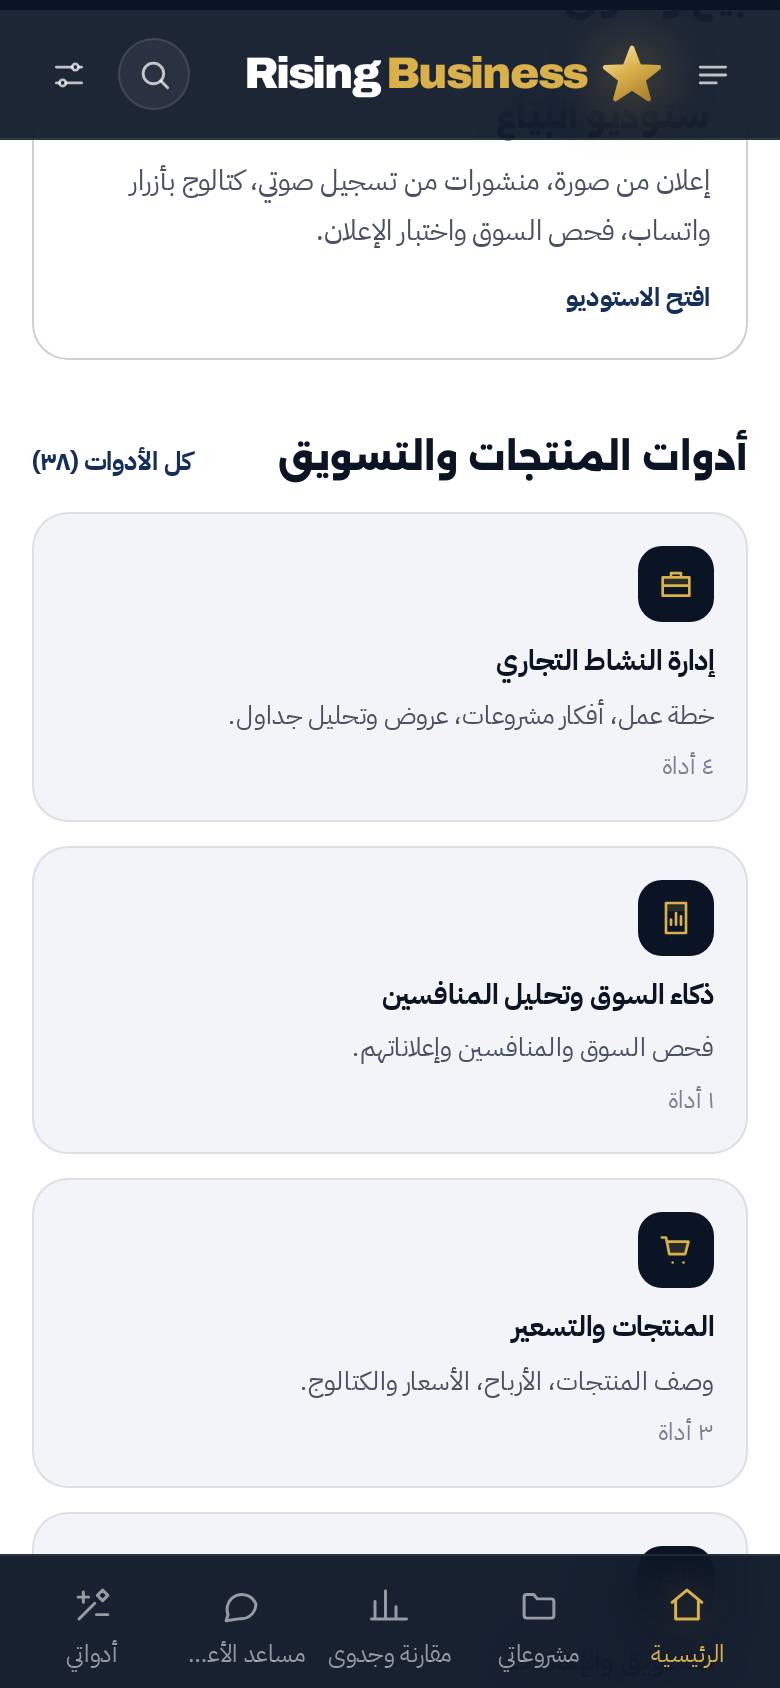 Rising Business
ستوديو البياع
إعلان من صورة، منشورات من تسجيل صوتي، كتالوج بأزرار
واتساب، فحص السوق واختبار الإعلان.
افتح الاستوديو
أدوات المنتجات والتسويق
كل الأدوات (٣٨)
إدارة النشاط التجاري
خطة عمل، أفكار مشروعات، عروض وتحليل جداول.
٤ أداة
ذكاء السوق وتحليل المنافسين
فحص السوق والمنافسين وإعلاناتهم.
١ أداة
المنتجات والتسعير
وصف المنتجات، الأرباح، الأسعار والكتالوج.
٣ أداة
الرئيسية
مشروعاتي
مقارنة وجدوى
مساعد الأعـ...
أدواتي